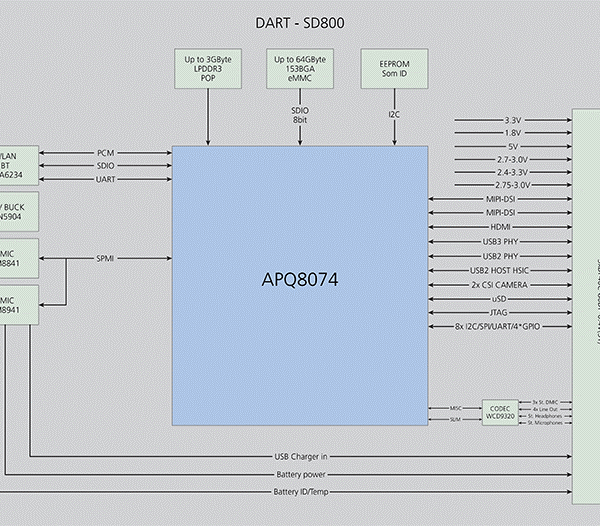 DART - SD800
Up to 3GByte
LPDDR3
POP
Up to 64GByte
153BGA
eMMC
EEPROM
Som ID
SDIO
8bit
I2C
/LAN
BT
A6234
PCM
SDIO
UART
/ BUCK
N5904
MIC
M8841
SPMI
MIC
M8941
APQ8074
3.3V
1.8V
5V
2.7-3.0V
2.4-3.3V
2.75-3.0V
MIPI-DSI
MIPI-DSI
HDMI
USB3 PHY
USB2 PHY
USB2 HOST HSIC
2x CSI CAMERA
uSD
JTAG
8x I2C/SPI/UART/4*GPIO
MISC
SLIM
CODEC
WCD9320
3x St. DMIC
4x Line Out
St. Headphones
St. Microphones
USB Charger in
Battery power
Battery ID/Temp